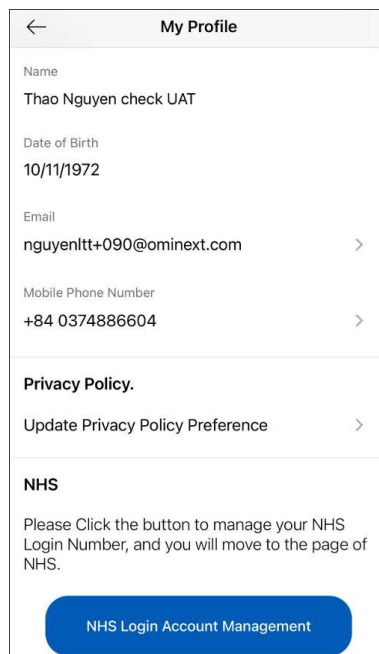 My Profile
Name
Thao Nguyen check UAT
Date of Birth
10/11/1972
Email
nguyenltt+090@ominext.com
Mobile Phone Number
+84 0374886604
Privacy Policy.
Update Privacy Policy Preference
NHS
Please Click the button to manage your NHS
Login Number, and you will move to the page of
NHS.
NHS Login Account Management